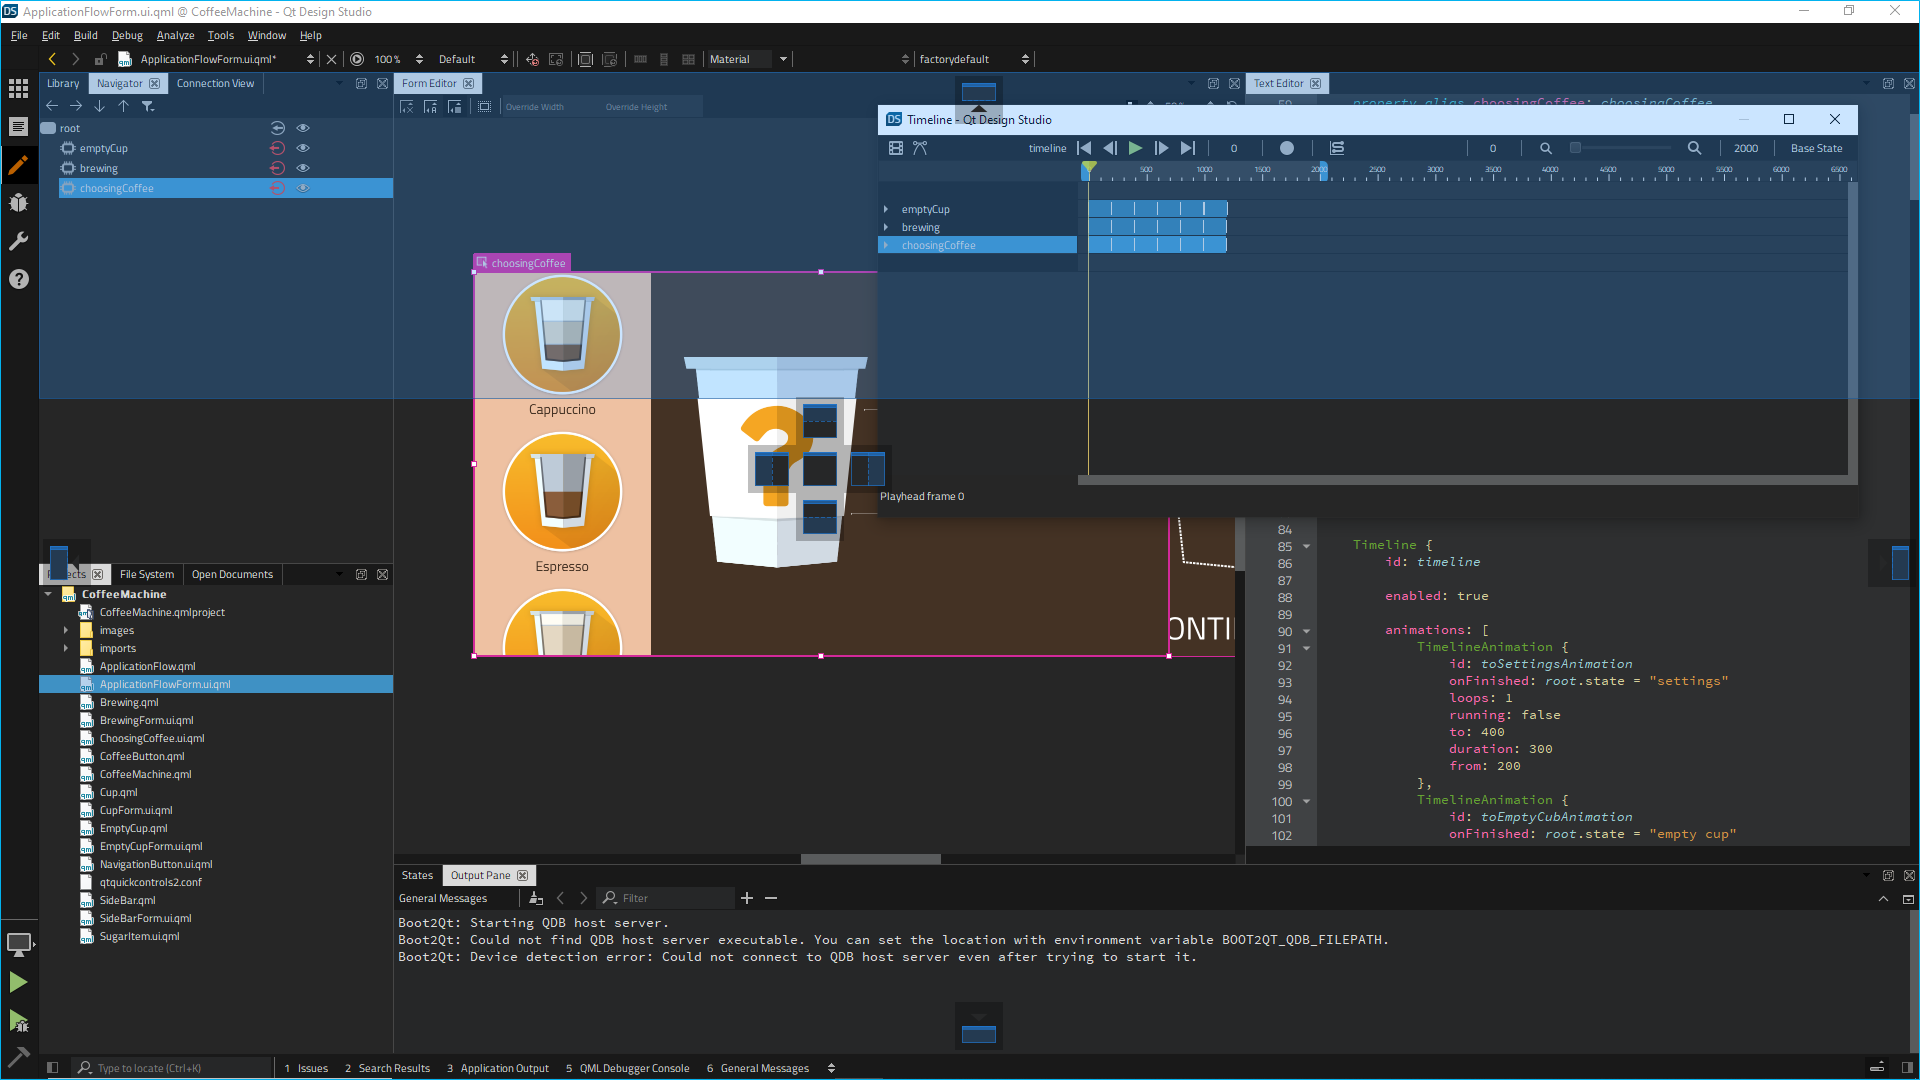 ApplicationFlowForm.ui.qml @ CoffeeMachine - Qt Design Studio
File Edit Build Debug Analyze Tools Window Help
ApplicationFlowForm.ui.qml* 100% Default Material factorydefault
Library Navigator Connection View
Form Editor
Text Editor
Override Width Override Height
root
emptyCup
brewing
choosingCoffee
property alias choosingCoffee: choosingCoffee
Timeline - Qt Design Studio
timeline 0 0 2000 Base State
500 1000 1500 2000 2500 3000 3500 4000 4500 5000 5500 6000 6500
emptyCup
brewing
choosingCoffee
Playhead frame 0
choosingCoffee
Cappuccino
Espresso
ONTI
File System Open Documents
CoffeeMachine
CoffeeMachine.qmlproject
images
imports
ApplicationFlow.qml
ApplicationFlowForm.ui.qml
Brewing.qml
BrewingForm.ui.qml
ChoosingCoffee.ui.qml
CoffeeButton.qml
CoffeeMachine.qml
Cup.qml
CupForm.ui.qml
EmptyCup.qml
EmptyCupForm.ui.qml
NavigationButton.ui.qml
qtquickcontrols2.conf
SideBar.qml
SideBarForm.ui.qml
SugarItem.ui.qml
84
85 Timeline {
86 id: timeline
87
88 enabled: true
89
90 animations: [
91 TimelineAnimation {
92 id: toSettingsAnimation
93 onFinished: root.state = "settings"
94 loops: 1
95 running: false
96 to: 400
97 duration: 300
98 from: 200
99 },
100 TimelineAnimation {
101 id: toEmptyCubAnimation
102 onFinished: root.state = "empty cup"
States Output Pane
General Messages Filter
Boot2Qt: Starting QDB host server.
Boot2Qt: Could not find QDB host server executable. You can set the location with environment variable BOOT2QT_QDB_FILEPATH.
Boot2Qt: Device detection error: Could not connect to QDB host server even after trying to start it.
Type to locate (Ctrl+K) 1 Issues 2 Search Results 3 Application Output 5 QML Debugger Console 6 General Messages